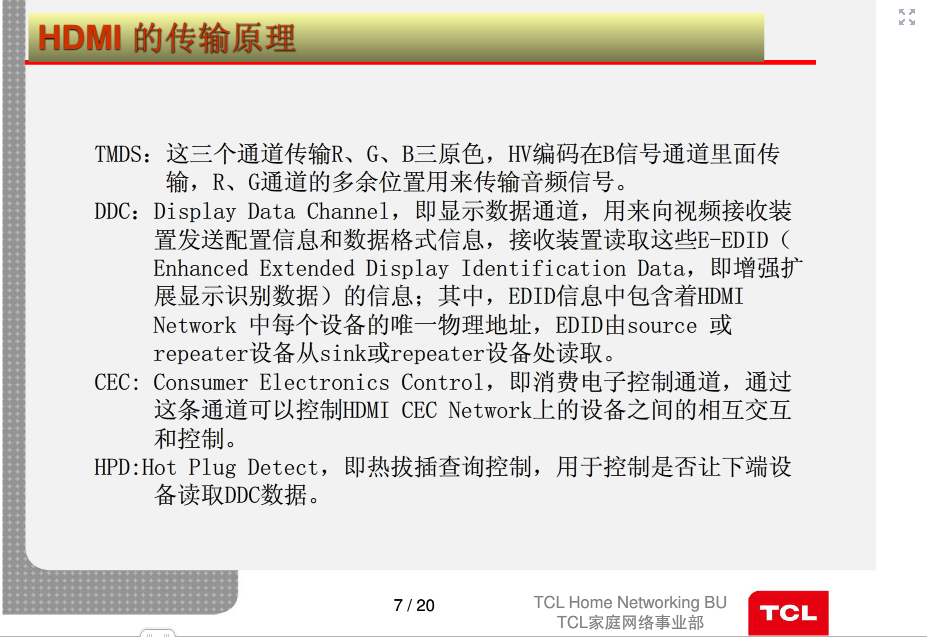 HDMI 的传输原理
TMDS：这三个通道传输R、G、B三原色，HV编码在B信号通道里面传
输，R、G通道的多余位置用来传输音频信号。
DDC：Display Data Channel，即显示数据通道，用来向视频接收装
置发送配置信息和数据格式信息，接收装置读取这些E-EDID（
Enhanced Extended Display Identification Data，即增强扩
展显示识别数据）的信息；其中，EDID信息中包含着HDMI
Network 中每个设备的唯一物理地址，EDID由source 或
repeater设备从sink或repeater设备处读取。
CEC: Consumer Electronics Control，即消费电子控制通道，通过
这条通道可以控制HDMI CEC Network上的设备之间的相互交互
和控制。
HPD:Hot Plug Detect，即热拔插查询控制，用于控制是否让下端设
备读取DDC数据。
7 / 20
TCL Home Networking BU
TCL家庭网络事业部
TCL